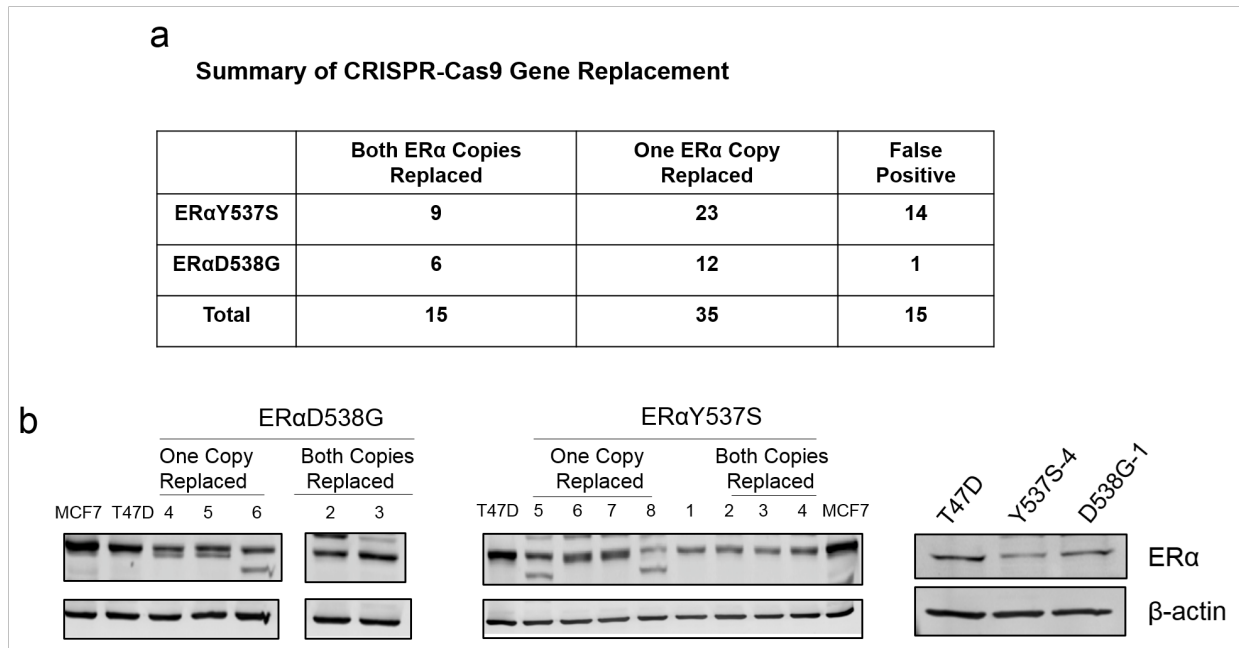 a
Summary of CRISPR-Cas9 Gene Replacement
Both ERα Copies Replaced One ERα Copy Replaced False Positive
ERαY537S 9 23 14
ERαD538G 6 12 1
Total 15 35 15
b
ERαD538G
One Copy Replaced
Both Copies Replaced
MCF7 T47D 4 5 6 2 3
ERαY537S
One Copy Replaced
Both Copies Replaced
T47D 5 6 7 8 1 2 3 4 MCF7
T47D
Y537S-4
D538G-1
ERα
β-actin